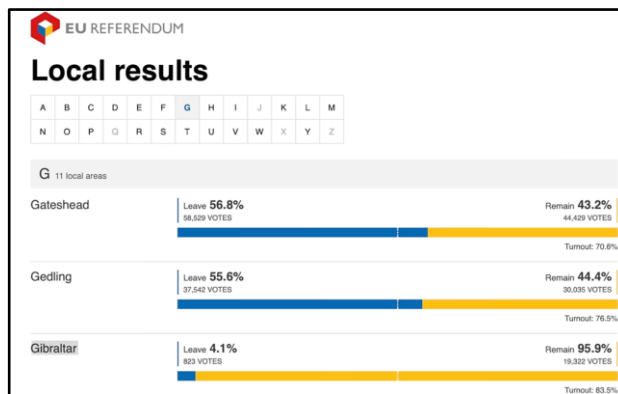 EU REFERENDUM
Local results
A B C D E F G H I J K L M
N O P Q R S T U V W X Y Z
G 11 local areas
Gateshead
Leave 56.8% Remain 43.2%
58,529 VOTES 44,429 VOTES
Turnout: 70.6%
Gedling
Leave 55.6% Remain 44.4%
37,542 VOTES 30,035 VOTES
Turnout: 76.5%
Gibraltar
Leave 4.1% Remain 95.9%
823 VOTES 19,322 VOTES
Turnout: 83.5%